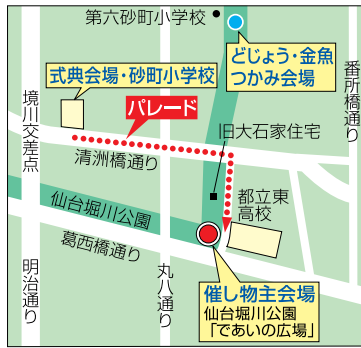 第六砂町小学校
どじょう・金魚
つかみ会場
式典会場・砂町小学校
番所橋通り
パレード
境川交差点
旧大石家住宅
清洲橋通り
都立東
高校
仙台堀川公園
葛西橋通り
明治通り
丸八通り
催し物主会場
仙台堀川公園
「であいの広場」